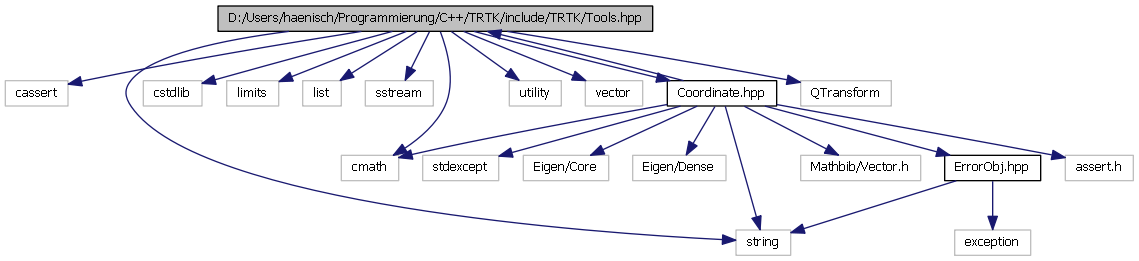 D:/Users/haenisch/Programmierung/C++/TRTK/include/TRTK/Tools.hpp
cassert
cstdlib
limits
list
sstream
utility
vector
Coordinate.hpp
QTransform
cmath
stdexcept
Eigen/Core
Eigen/Dense
Mathbib/Vector.h
ErrorObj.hpp
assert.h
string
exception